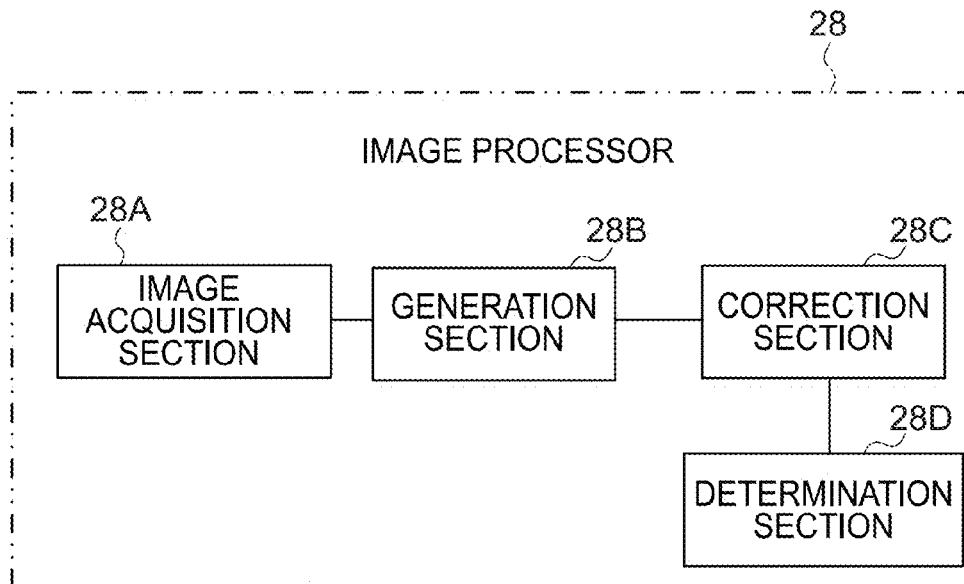 28
IMAGE PROCESSOR
28A
IMAGE
ACQUISITION
SECTION
28B
GENERATION
SECTION
28C
CORRECTION
SECTION
28D
DETERMINATION
SECTION